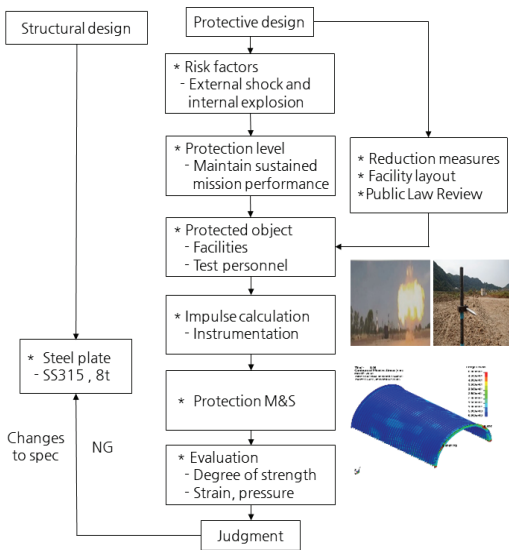 Structural design
Protective design
* Risk factors
- External shock and
internal explosion
* Protection level
- Maintain sustained
mission performance
* Reduction measures
* Facility layout
*Public Law Review
* Protected object
- Facilities
- Test personnel
* Impulse calculation
- Instrumentation
* Steel plate
- SS315 , 8t
* Protection M&S
Changes
to spec
NG
* Evaluation
- Degree of strength
- Strain, pressure
Judgment